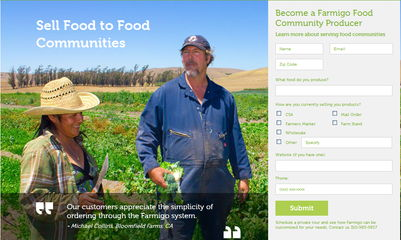 Sell Food to Food
Communities
Our customers appreciate the simplicity of
ordering through the Farmigo system.
- Michael Collins, Bloomfield Farms, CA
Become a Farmigo Food
Community Producer
Learn more about serving food communities
Name
Email
Zip Code
What food do you produce?
How are you currently selling you products?
CSA
Mail Order
Farmers Market
Farm Stand
Wholesale
Other
Specify
Website (if you have one):
Phone:
Submit
Schedule a private tour and see how Farmigo can be
customized for your needs. Contact us